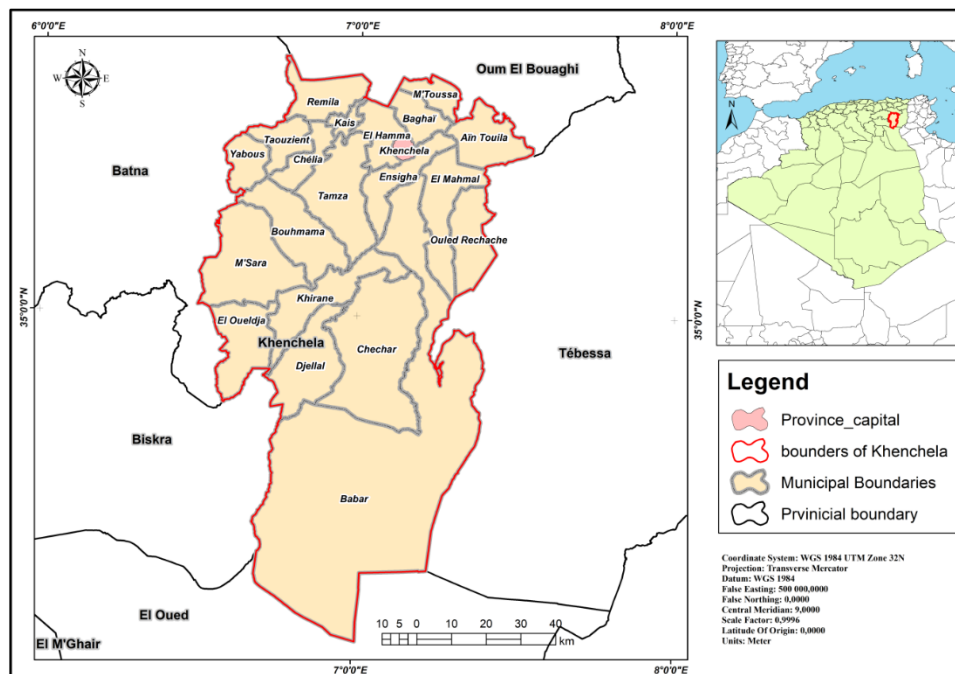 6°0'0"E
7°0'0"E
8°0'0"E
N
W E
S
Oum El Bouaghi
M'Toussa
Remila
Kais
Baghaï
Aïn Touila
El Hamma
Taouzient
Khenchela
Yabous
Chélia
Ensigha
El Mahmal
Batna
Tamza
Bouhmama
Ouled Rechache
M'Sara
Khirane
35°0'0"N
35°0'0"N
El Oueldja
Khenchela
Chechar
Djellal
Tébessa
Biskra
Babar
El Oued
El M'Ghair
10 5 0 10 20 30 40
km
7°0'0"E
8°0'0"E
N
Legend
Province_capital
bounders of Khenchela
Municipal Boundaries
Prvinicial boundary
Coordinate System: WGS 1984 UTM Zone 32N
Projection: Transverse Mercator
Datum: WGS 1984
False Easting: 500 000,0000
False Northing: 0,0000
Central Meridian: 9,0000
Scale Factor: 0,9996
Latitude Of Origin: 0,0000
Units: Meter